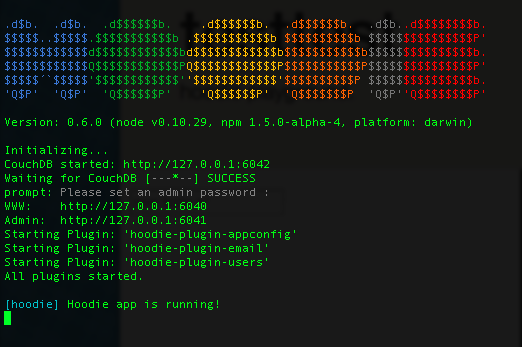 .d$b.  .d$b.   .d$$$$$$b.     .d$$$$$$b.   .d$$$$$$b.   .d$b..d$$$$$$b.
$$$$$..$$$$$.$$$$$$$$$$$b  .$$$$$$$$$$$b.$$$$$$$$$$$b  $$$$$$$$$$$$P'
$$$$$$$$$$$$$d$$$$$$$$$$$$bd$$$$$$$$$$$$b$$$$$$$$$$$$b $$$$$$$$$$$b.
$$$$$$$$$$$$$Q$$$$$$$$$$$$PQ$$$$$$$$$$$$P$$$$$$$$$$$$P $$$$$$$$$$$P'
$$$$$´`$$$$$'$$$$$$$$$$$$''$$$$$$$$$$$$'$$$$$$$$$$$P  $$$$$$$$$$$$b.
'Q$P'  'Q$P'  'Q$$$$$$P'     'Q$$$$$$P'  'Q$$$$$$$P'   'Q$P''Q$$$$$$P'
Version: 0.6.0 (node v0.10.29, npm 1.5.0-alpha-4, platform: darwin)
Initializing...
CouchDB started: http://127.0.0.1:6042
Waiting for CouchDB [---*--] SUCCESS
prompt: Please set an admin password :
WWW:    http://127.0.0.1:6040
Admin:  http://127.0.0.1:6041
Starting Plugin: 'hoodie-plugin-appconfig'
Starting Plugin: 'hoodie-plugin-email'
Starting Plugin: 'hoodie-plugin-users'
All plugins started.
[hoodie] Hoodie app is running!